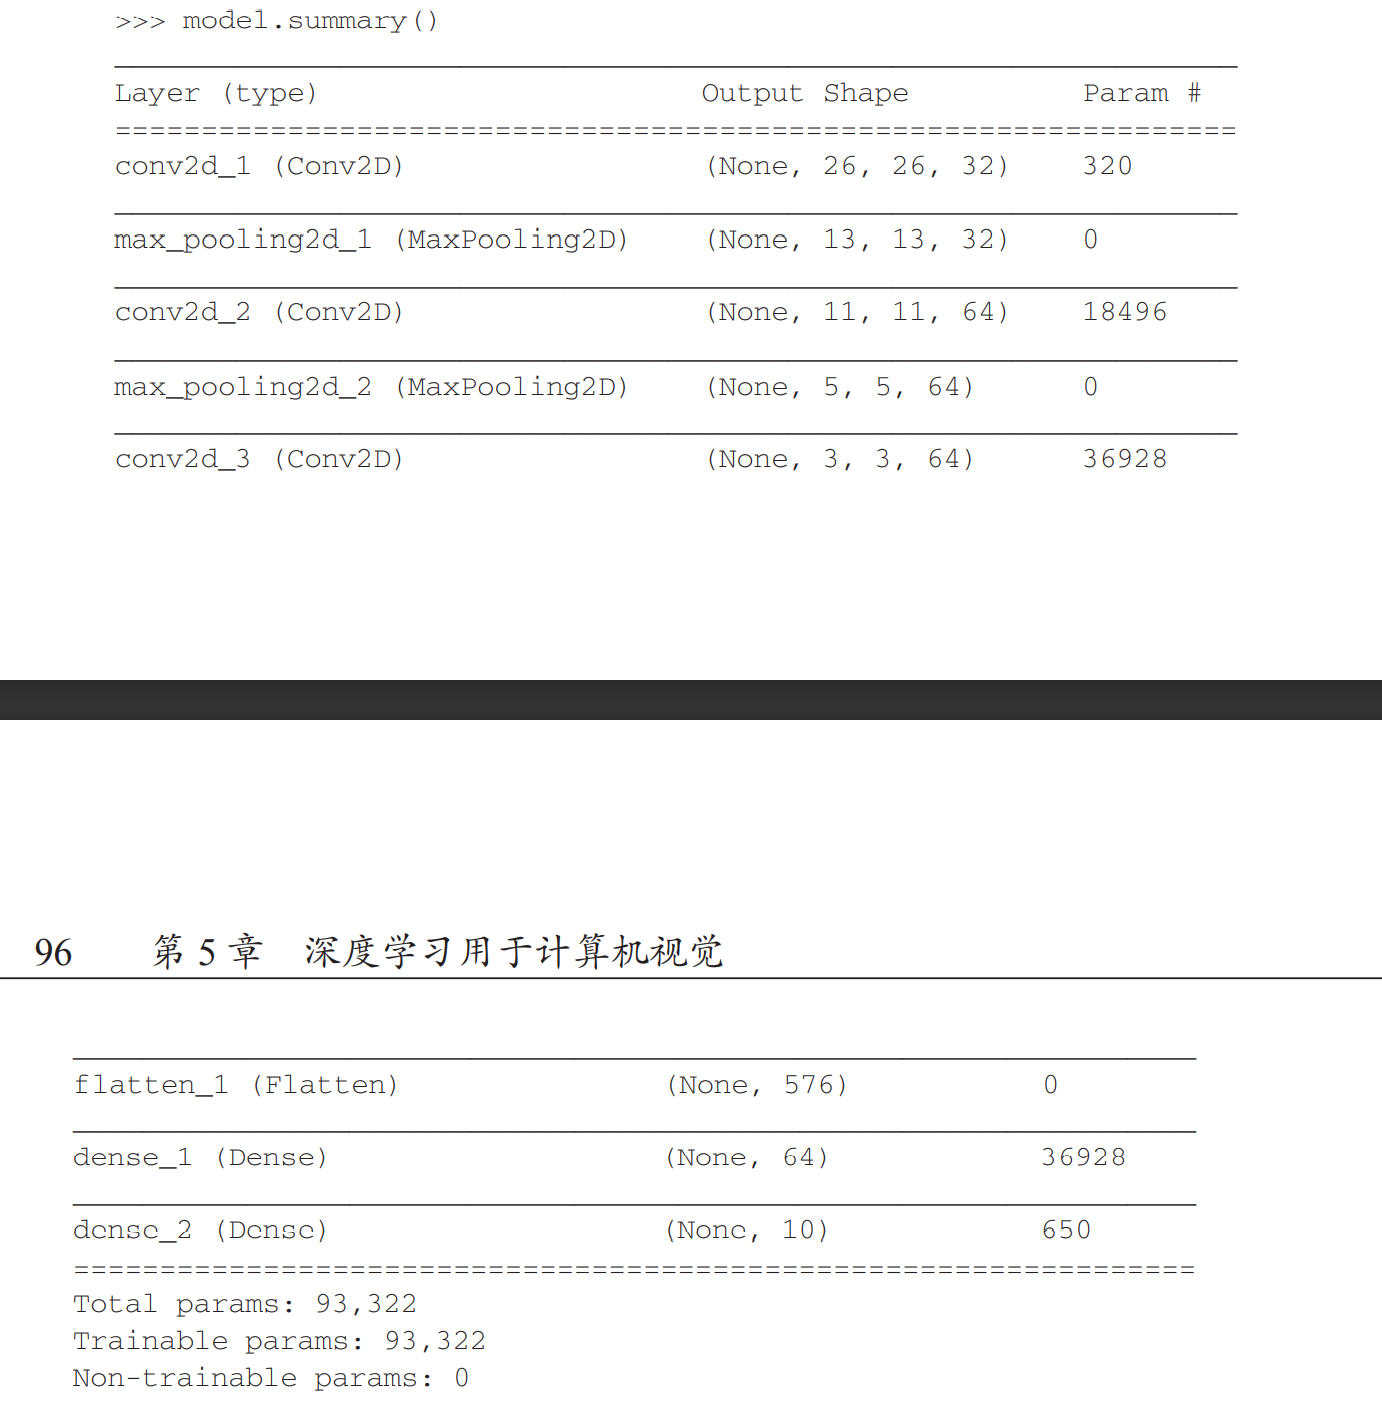 >>> model.summary()
Layer (type) Output Shape Param #
conv2d_1 (Conv2D) (None, 26, 26, 32) 320
max_pooling2d_1 (MaxPooling2D) (None, 13, 13, 32) 0
conv2d_2 (Conv2D) (None, 11, 11, 64) 18496
max_pooling2d_2 (MaxPooling2D) (None, 5, 5, 64) 0
conv2d_3 (Conv2D) (None, 3, 3, 64) 36928
96 第 5 章 深度学习用于计算机视觉
flatten_1 (Flatten) (None, 576) 0
dense_1 (Dense) (None, 64) 36928
dense_2 (Dense) (None, 10) 650
Total params: 93,322
Trainable params: 93,322
Non-trainable params: 0